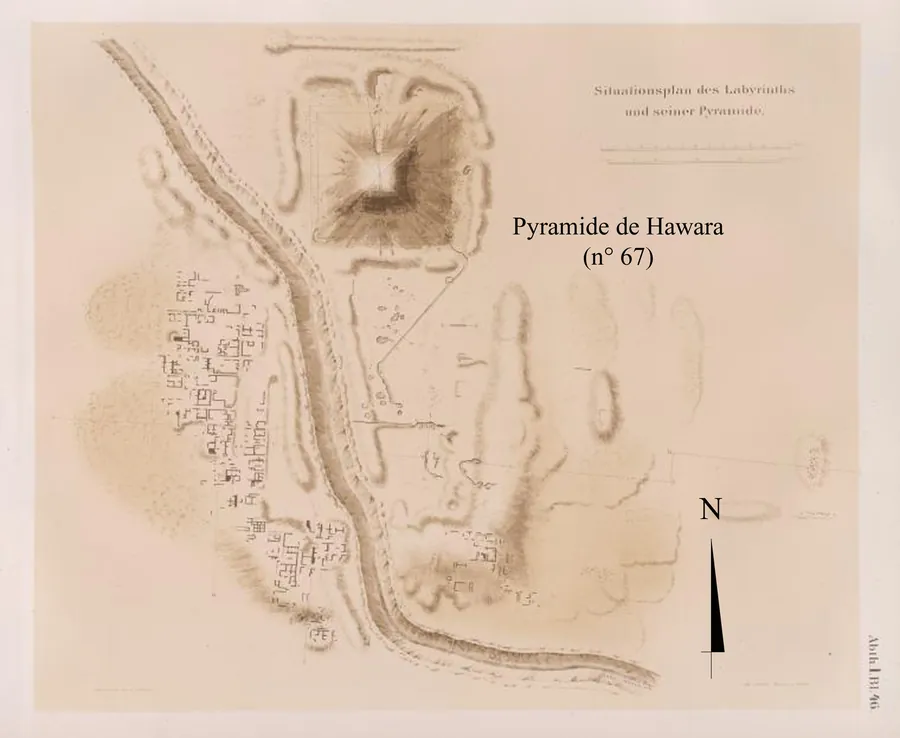 Situationsplan des Labyrinths
und seiner Pyramide.
Pyramide de Hawara
(n° 67)
N
Abth. I Bl. 46